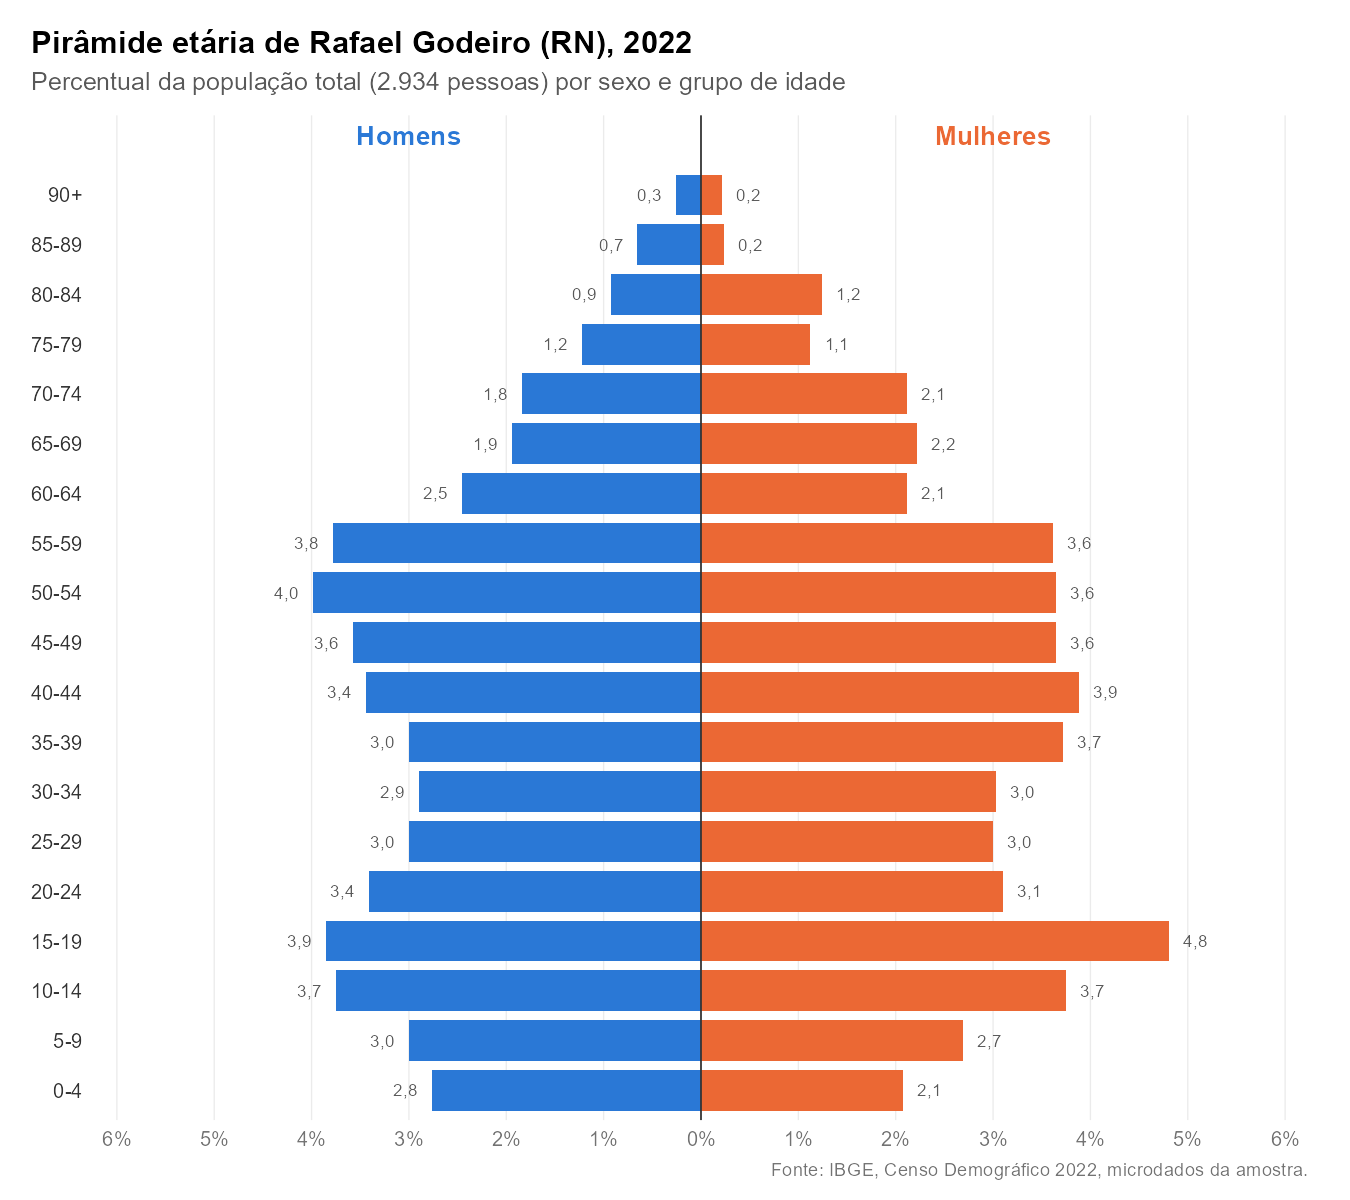 Pirâmide etária de Rafael Godeiro (RN), 2022
Percentual da população total (2.934 pessoas) por sexo e grupo de idade
Homens Mulheres
90+ 0,3 0,2
85-89 0,7 0,2
80-84 0,9 1,2
75-79 1,2 1,1
70-74 1,8 2,1
65-69 1,9 2,2
60-64 2,5 2,1
55-59 3,8 3,6
50-54 4,0 3,6
45-49 3,6 3,6
40-44 3,4 3,9
35-39 3,0 3,7
30-34 2,9 3,0
25-29 3,0 3,0
20-24 3,4 3,1
15-19 3,9 4,8
10-14 3,7 3,7
5-9 3,0 2,7
0-4 2,8 2,1
6% 5% 4% 3% 2% 1% 0% 1% 2% 3% 4% 5% 6%
Fonte: IBGE, Censo Demográfico 2022, microdados da amostra.